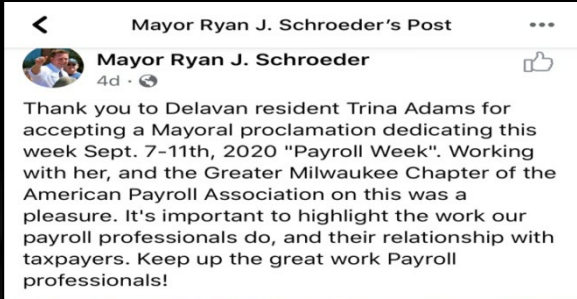 Mayor Ryan J. Schroeder's Post
Mayor Ryan J. Schroeder
4d
Thank you to Delavan resident Trina Adams for
accepting a Mayoral proclamation dedicating this
week Sept. 7-11th, 2020 "Payroll Week". Working
with her, and the Greater Milwaukee Chapter of the
American Payroll Association on this was a
pleasure. It's important to highlight the work our
payroll professionals do, and their relationship with
taxpayers. Keep up the great work Payroll
professionals!